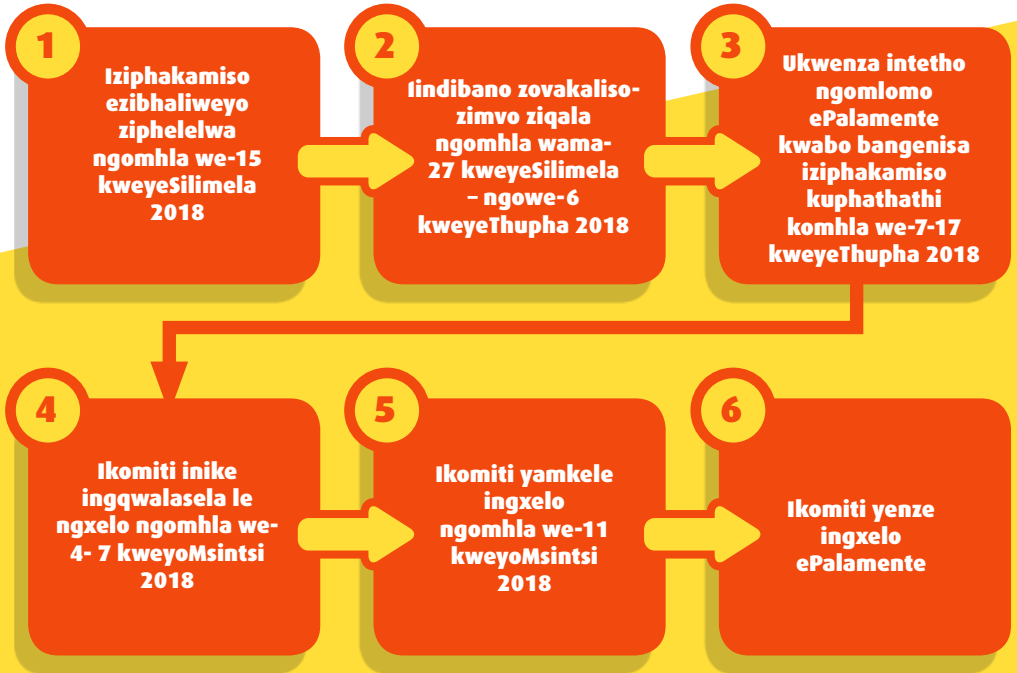 1
Iziphakamiso
ezibhaliweyo
ziphelelwa
ngomhla we-15
kweyeSilimela
2018
2
Iindibano zovakaliso-
zimvo ziqala
ngomhla wama-
27 kweyeSilimela
– ngowe-6
kweyeThupha 2018
3
Ukwenza intetho
ngomlomo
ePalamente
kwabo bangenisa
iziphakamiso
kuphathathi
komhla we-7-17
kweyeThupha 2018
4
Ikomiti inike
ingqwalasela le
ngxelo ngomhla we-
4- 7 kweyoMsintsi
2018
5
Ikomiti yamkele
ingxelo
ngomhla we-11
kweyoMsintsi
2018
6
Ikomiti yenze
ingxelo
ePalamente